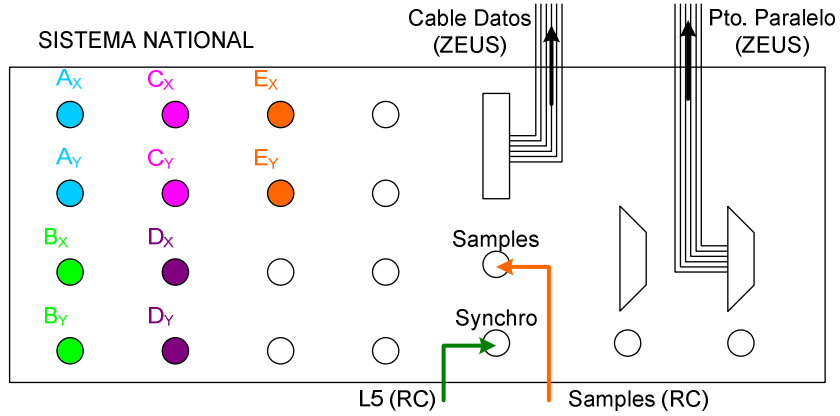 Cable Datos
(ZEUS)
Pto. Paralelo
(ZEUS)
SISTEMA NATIONAL
AX CX EX
AY CY EY
BX DX
Samples
BY DY
Synchro
L5 (RC)
Samples (RC)